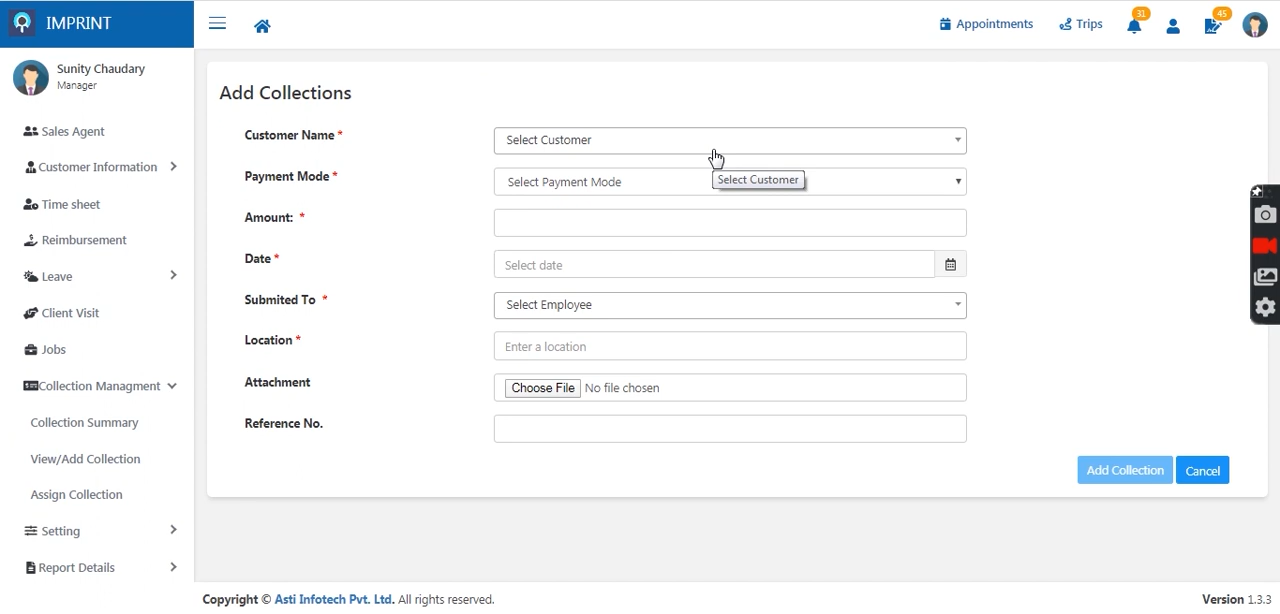 IMPRINT
Appointments
Trips
31
45
Sunity Chaudary
Manager
Sales Agent
Customer Information
Time sheet
Reimbursement
Leave
Client Visit
Jobs
Collection Managment
Collection Summary
View/Add Collection
Assign Collection
Setting
Report Details
Add Collections
Customer Name *
Select Customer
Payment Mode *
Select Payment Mode
Select Customer
Amount: *
Date *
Select date
Submited To *
Select Employee
Location *
Enter a location
Attachment
Choose File No file chosen
Reference No.
Add Collection
Cancel
Copyright © Asti Infotech Pvt. Ltd. All rights reserved.
Version 1.3.3